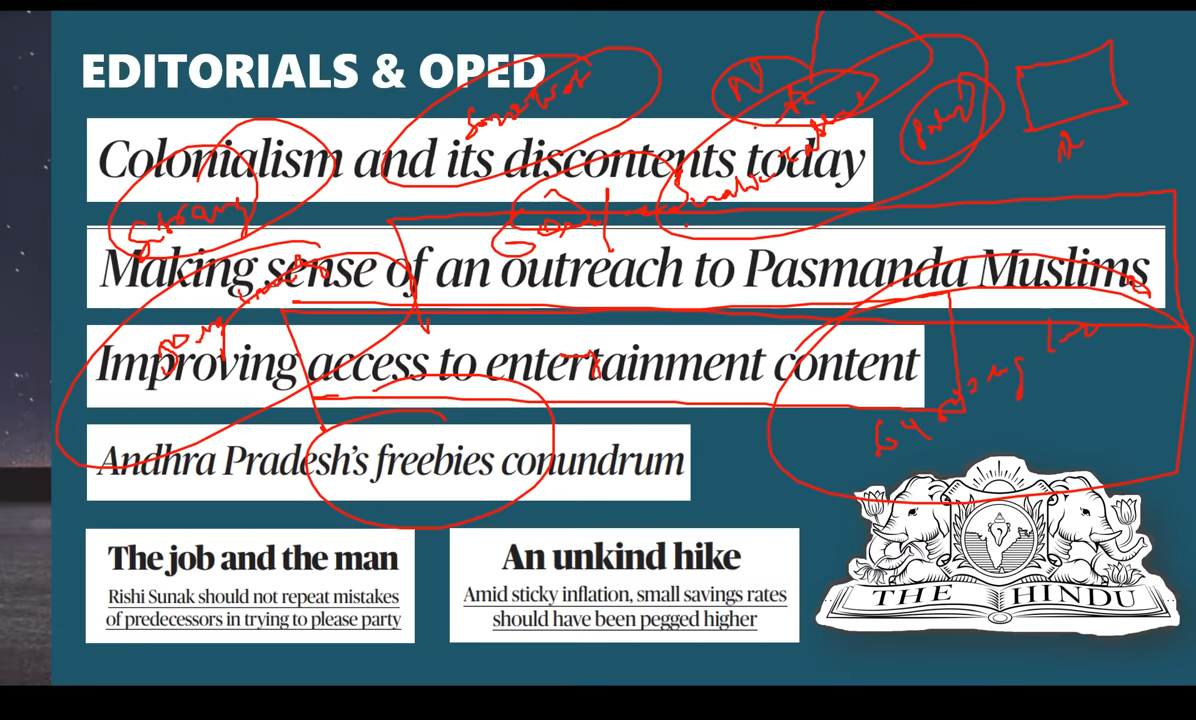 EDITORIALS & OPED
Colonialism and its discontents today
Making sense of an outreach to Pasmanda Muslims
Improving access to entertainment content
Andhra Pradesh's freebies conundrum
The job and the man
Rishi Sunak should not repeat mistakes
of predecessors in trying to please party
An unkind hike
Amid sticky inflation, small savings rates
should have been pegged higher
THE HINDU
Strong